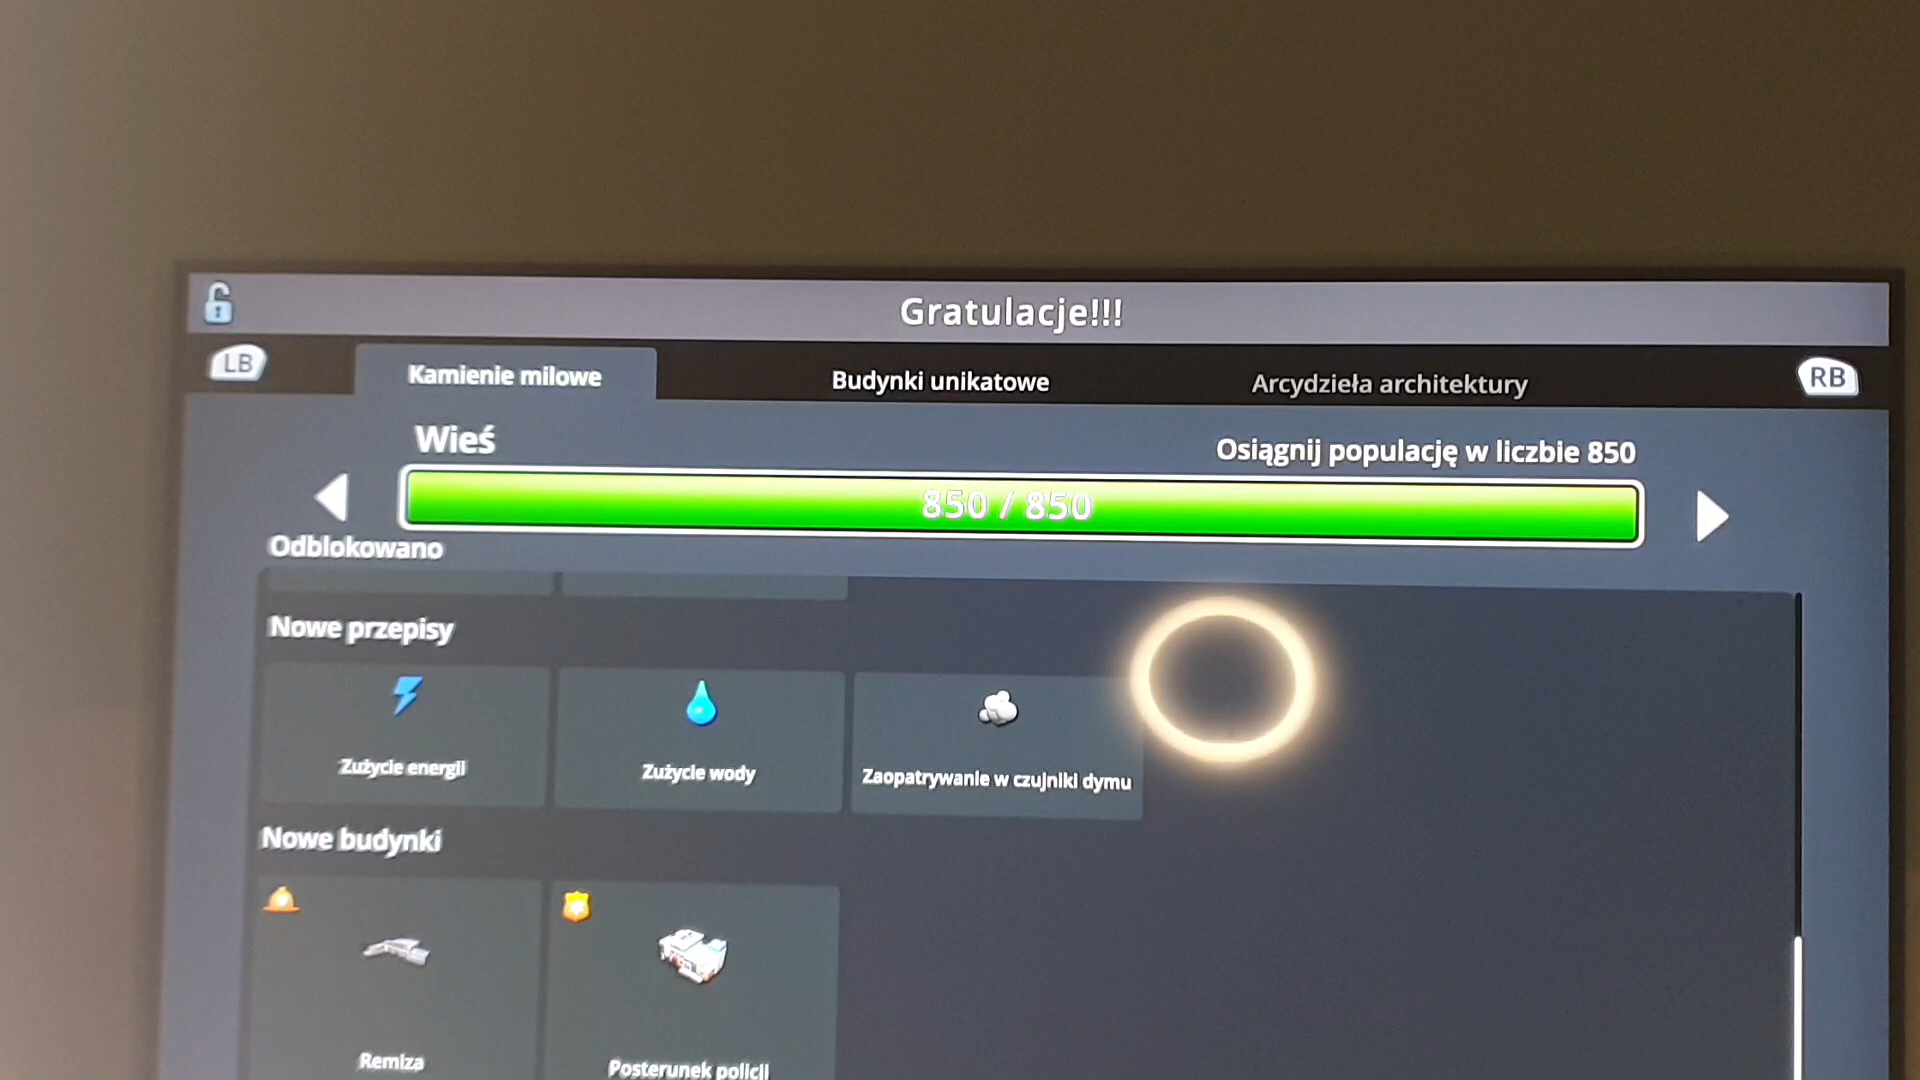 Gratulacje!!!
LB
Kamienie milowe
Budynki unikatowe
Arcydzieła architektury
RB
Wieś
Osiągnij populację w liczbie 850
850 / 850
Odblokowano
Nowe przepisy
Zużycie energii
Zużycie wody
Zaopatrywanie w czujniki dymu
Nowe budynki
Remiza
Posterunek policji